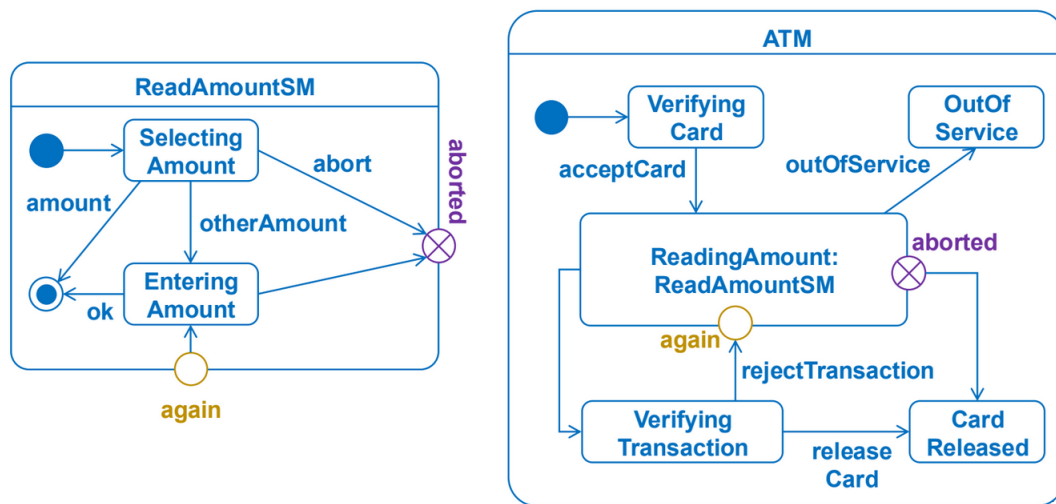 ReadAmountSM
Selecting
Amount
abort
aborted
amount
otherAmount
Entering
Amount
ok
again
ATM
Verifying
Card
OutOf
Service
acceptCard
outOfService
ReadingAmount:
ReadAmountSM
aborted
again
rejectTransaction
Verifying
Transaction
release
Card
Card
Released